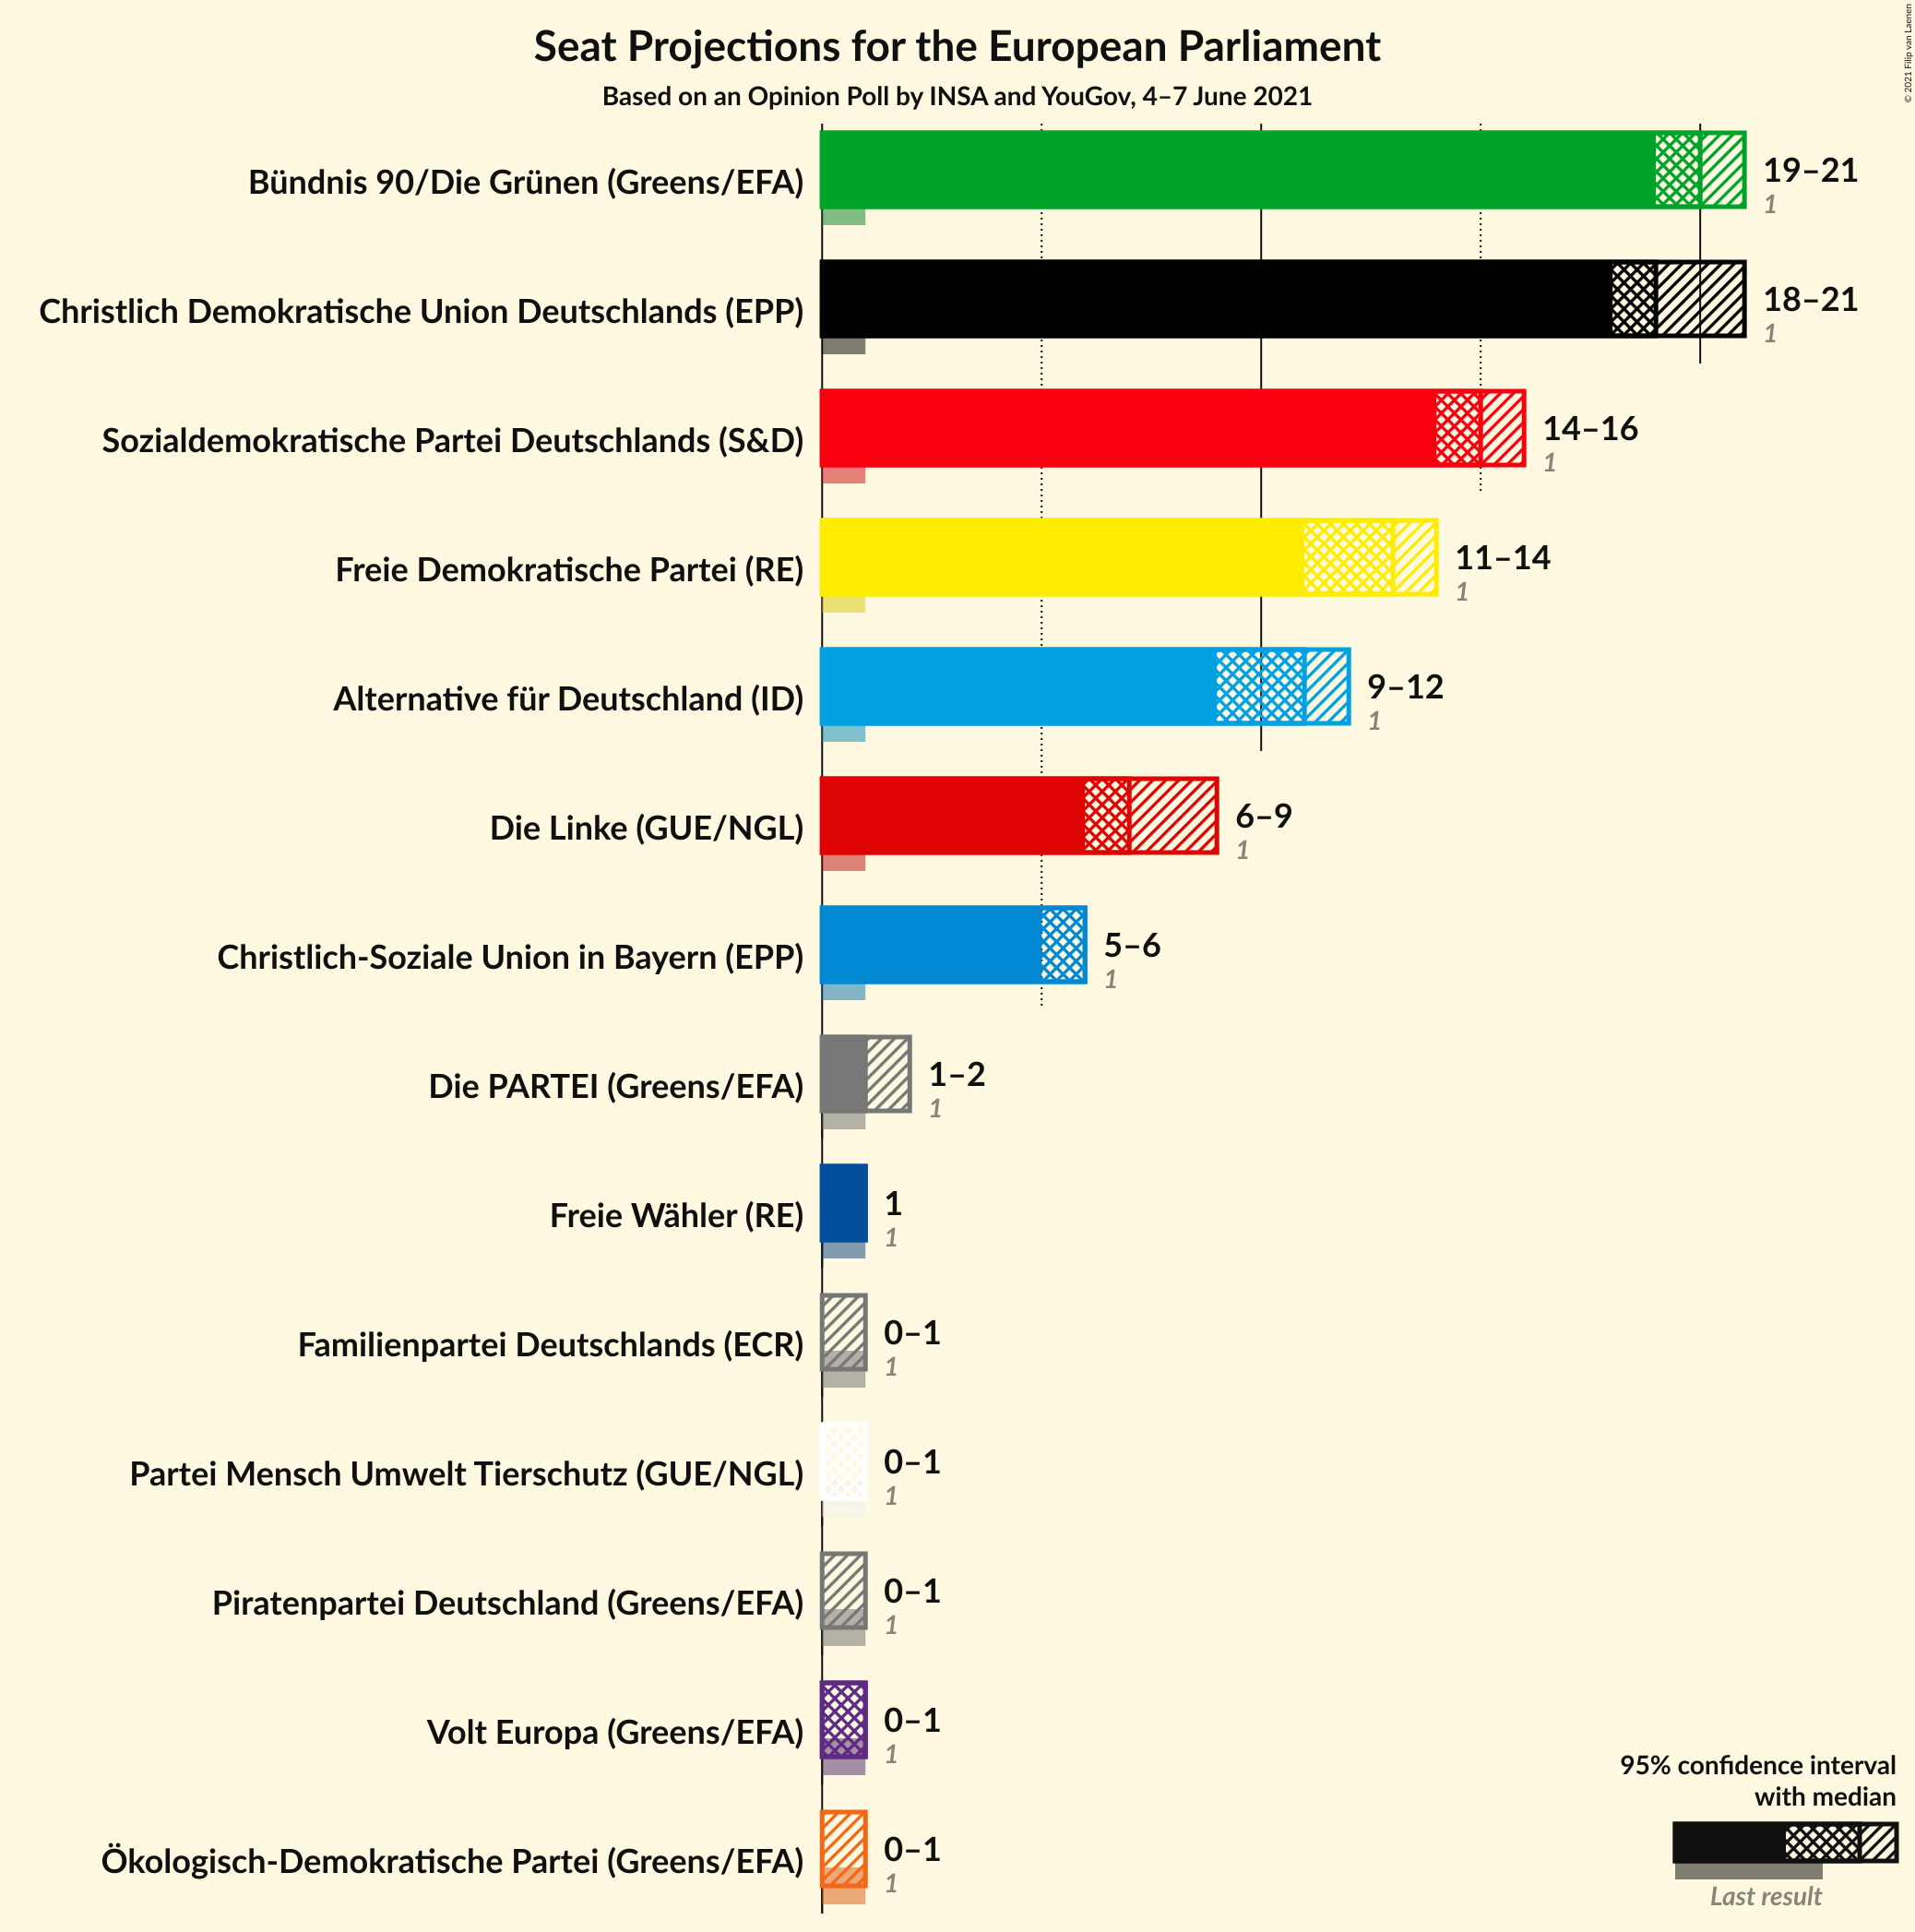 Seat Projections for the European Parliament
Based on an Opinion Poll by INSA and YouGov, 4–7 June 2021
© 2021 Filip van Laenen
Bündnis 90/Die Grünen (Greens/EFA)
19–21
1
Christlich Demokratische Union Deutschlands (EPP)
18–21
1
Sozialdemokratische Partei Deutschlands (S&D)
14–16
1
Freie Demokratische Partei (RE)
11–14
1
Alternative für Deutschland (ID)
9–12
1
Die Linke (GUE/NGL)
6–9
1
Christlich-Soziale Union in Bayern (EPP)
5–6
1
Die PARTEI (Greens/EFA)
1–2
1
Freie Wähler (RE)
1
1
Familienpartei Deutschlands (ECR)
0–1
1
Partei Mensch Umwelt Tierschutz (GUE/NGL)
0–1
1
Piratenpartei Deutschland (Greens/EFA)
0–1
1
Volt Europa (Greens/EFA)
0–1
1
Ökologisch-Demokratische Partei (Greens/EFA)
0–1
1
95% confidence interval
with median
Last result